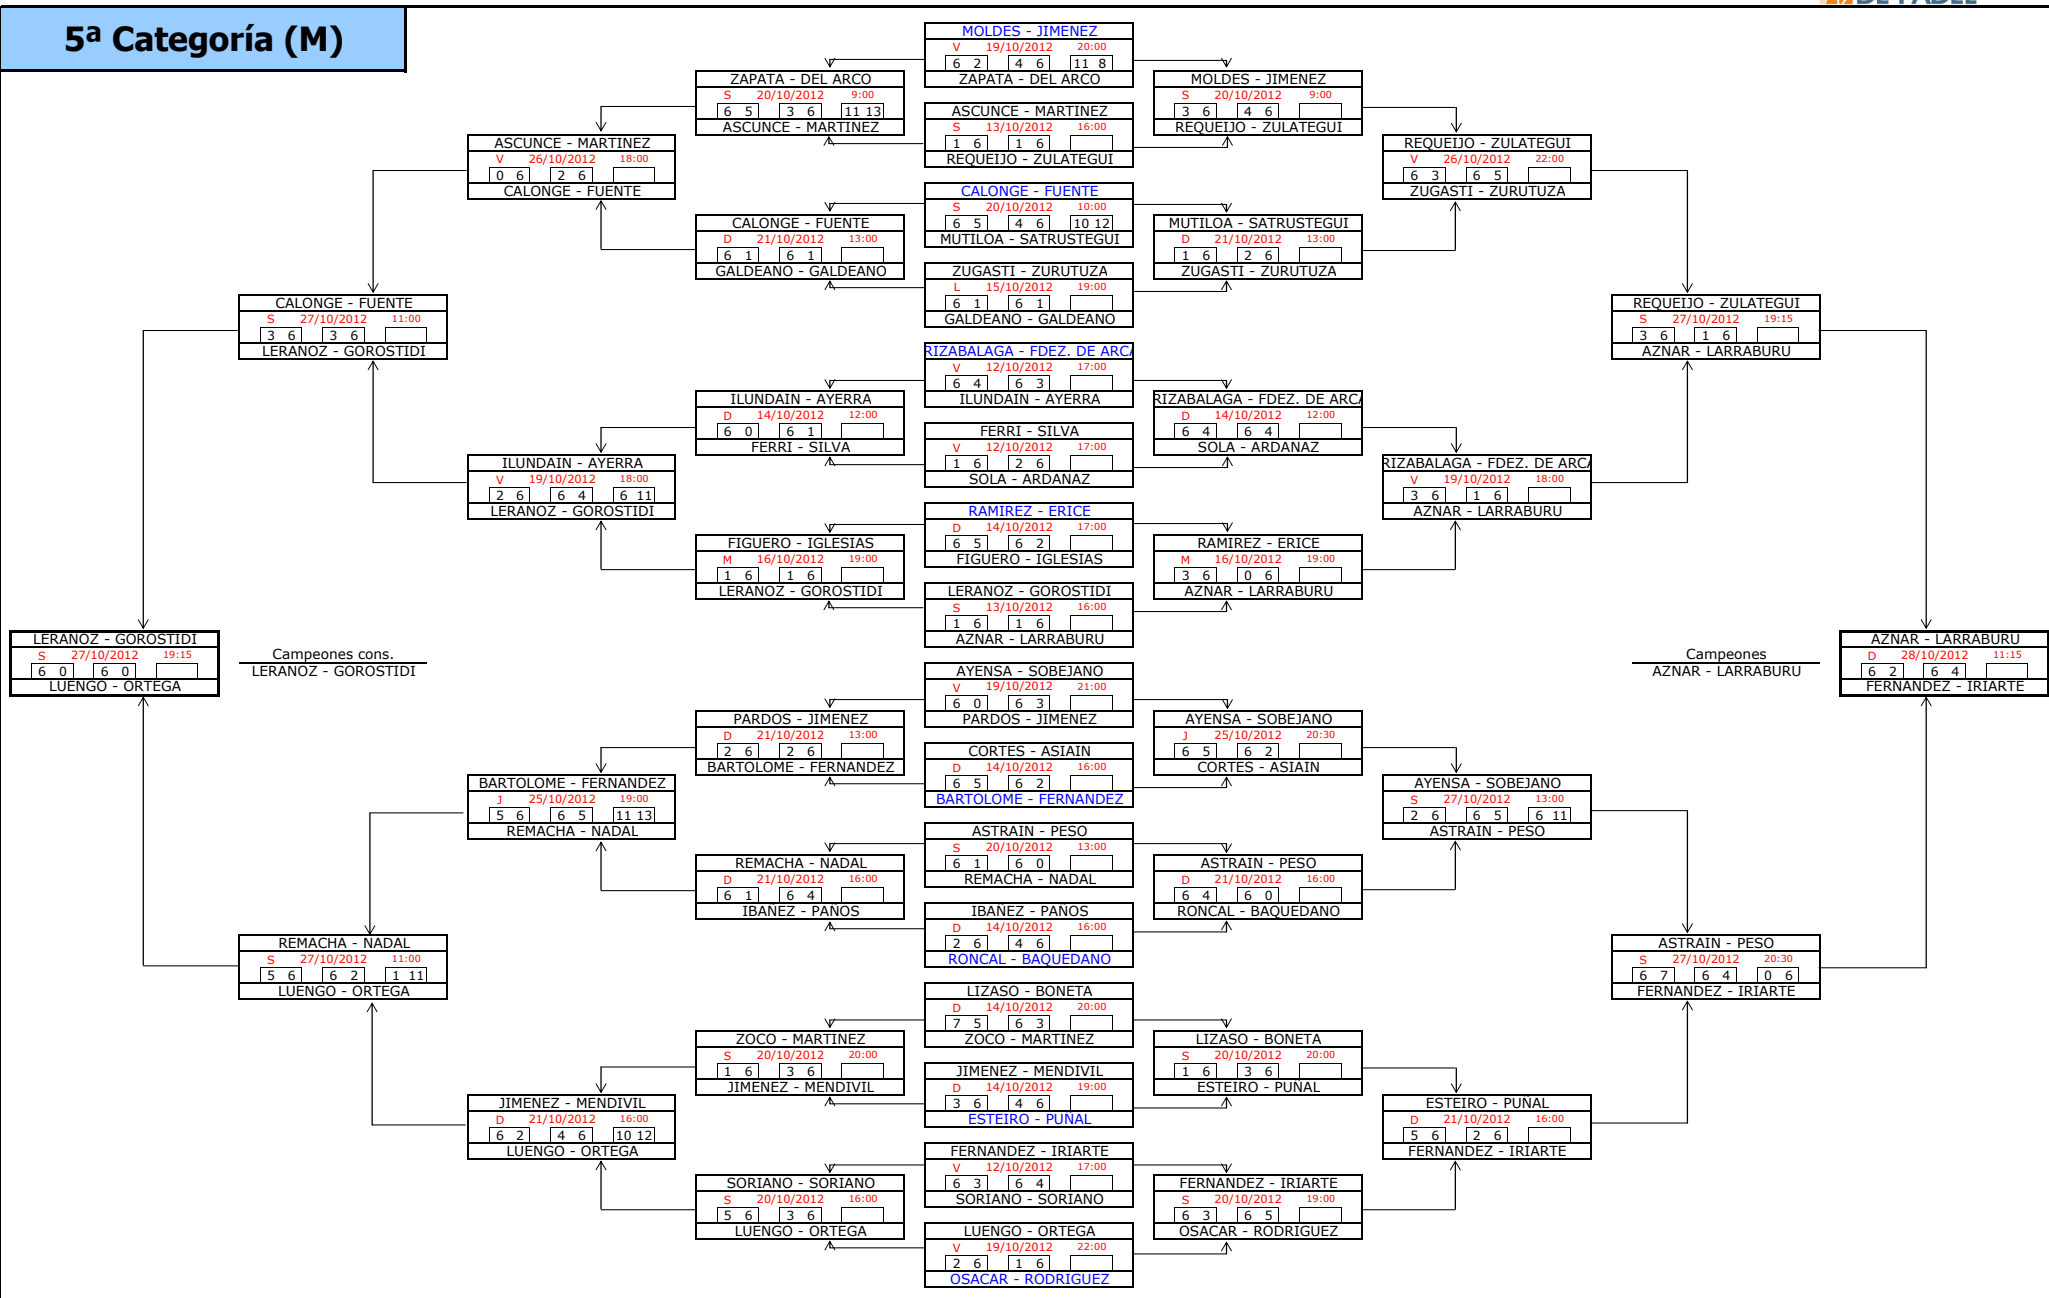 DE PÁDEL
5ª Categoría (M)
LERANOZ - GOROSTIDI
S 27/10/2012 19:15
6 0 6 0
LUENGO - ORTEGA
Campeones cons.
LERANOZ - GOROSTIDI
CALONGE - FUENTE
S 27/10/2012 11:00
3 6 3 6
LERANOZ - GOROSTIDI
REMACHA - NADAL
S 27/10/2012 11:00
5 6 6 2 1 11
LUENGO - ORTEGA
ASCUNCE - MARTINEZ
V 26/10/2012 18:00
0 6 2 6
CALONGE - FUENTE
ILUNDAIN - AYERRA
V 19/10/2012 18:00
2 6 6 4 6 11
LERANOZ - GOROSTIDI
BARTOLOME - FERNANDEZ
J 25/10/2012 19:00
5 6 6 5 11 13
REMACHA - NADAL
JIMENEZ - MENDIVIL
D 21/10/2012 16:00
6 2 4 6 10 12
LUENGO - ORTEGA
ZAPATA - DEL ARCO
S 20/10/2012 9:00
6 5 3 6 11 13
ASCUNCE - MARTINEZ
CALONGE - FUENTE
D 21/10/2012 13:00
6 1 6 1
GALDEANO - GALDEANO
ILUNDAIN - AYERRA
D 14/10/2012 12:00
6 0 6 1
FERRI - SILVA
FIGUERO - IGLESIAS
M 16/10/2012 19:00
1 6 1 6
LERANOZ - GOROSTIDI
PARDOS - JIMENEZ
D 21/10/2012 13:00
2 6 2 6
BARTOLOME - FERNANDEZ
REMACHA - NADAL
D 21/10/2012 16:00
6 1 6 4
IBAÑEZ - PAÑOS
ZOCO - MARTINEZ
S 20/10/2012 20:00
1 6 3 6
JIMENEZ - MENDIVIL
SORIANO - SORIANO
S 20/10/2012 16:00
5 6 3 6
LUENGO - ORTEGA
MOLDES - JIMENEZ
V 19/10/2012 20:00
6 2 4 6 11 8
ZAPATA - DEL ARCO
ASCUNCE - MARTINEZ
S 13/10/2012 16:00
1 6 1 6
REQUEIJO - ZULATEGUI
CALONGE - FUENTE
S 20/10/2012 10:00
6 5 4 6 10 12
MUTILOA - SATRUSTEGUI
ZUGASTI - ZURUTUZA
L 15/10/2012 19:00
6 1 6 1
GALDEANO - GALDEANO
RIZABALAGA - FDEZ. DE ARCA
V 12/10/2012 17:00
6 4 6 3
ILUNDAIN - AYERRA
FERRI - SILVA
V 12/10/2012 17:00
1 6 2 6
SOLA - ARDANAZ
RAMIREZ - ERICE
D 14/10/2012 17:00
6 5 6 2
FIGUERO - IGLESIAS
LERANOZ - GOROSTIDI
S 13/10/2012 16:00
1 6 1 6
AZNAR - LARRABURU
AYENSA - SOBEJANO
V 19/10/2012 21:00
6 0 6 3
PARDOS - JIMENEZ
CORTES - ASIAIN
D 14/10/2012 16:00
6 5 6 2
BARTOLOME - FERNANDEZ
ASTRAIN - PESO
S 20/10/2012 13:00
6 1 6 0
REMACHA - NADAL
IBAÑEZ - PAÑOS
D 14/10/2012 16:00
2 6 4 6
RONCAL - BAQUEDANO
LIZASO - BONETA
D 14/10/2012 20:00
7 5 6 3
ZOCO - MARTINEZ
JIMENEZ - MENDIVIL
D 14/10/2012 19:00
3 6 4 6
ESTEIRO - PUÑAL
FERNANDEZ - IRIARTE
V 12/10/2012 17:00
6 3 6 4
SORIANO - SORIANO
LUENGO - ORTEGA
V 19/10/2012 22:00
2 6 1 6
OSACAR - RODRIGUEZ
MOLDES - JIMENEZ
S 20/10/2012 9:00
3 6 4 6
REQUEIJO - ZULATEGUI
MUTILOA - SATRUSTEGUI
D 21/10/2012 13:00
1 6 2 6
ZUGASTI - ZURUTUZA
RIZABALAGA - FDEZ. DE ARCA
D 14/10/2012 12:00
6 4 6 4
SOLA - ARDANAZ
RAMIREZ - ERICE
M 16/10/2012 19:00
3 6 0 6
AZNAR - LARRABURU
AYENSA - SOBEJANO
J 25/10/2012 20:30
6 5 6 2
CORTES - ASIAIN
ASTRAIN - PESO
D 21/10/2012 16:00
6 4 6 0
RONCAL - BAQUEDANO
LIZASO - BONETA
S 20/10/2012 20:00
1 6 3 6
ESTEIRO - PUÑAL
FERNANDEZ - IRIARTE
S 20/10/2012 19:00
6 3 6 5
OSACAR - RODRIGUEZ
REQUEIJO - ZULATEGUI
V 26/10/2012 22:00
6 3 6 5
ZUGASTI - ZURUTUZA
RIZABALAGA - FDEZ. DE ARCA
V 19/10/2012 18:00
3 6 1 6
AZNAR - LARRABURU
AYENSA - SOBEJANO
S 27/10/2012 13:00
2 6 6 5 6 11
ASTRAIN - PESO
ESTEIRO - PUÑAL
D 21/10/2012 16:00
5 6 2 6
FERNANDEZ - IRIARTE
REQUEIJO - ZULATEGUI
S 27/10/2012 19:15
3 6 1 6
AZNAR - LARRABURU
ASTRAIN - PESO
S 27/10/2012 20:30
6 7 6 4 0 6
FERNANDEZ - IRIARTE
Campeones
AZNAR - LARRABURU
AZNAR - LARRABURU
D 28/10/2012 11:15
6 2 6 4
FERNANDEZ - IRIARTE